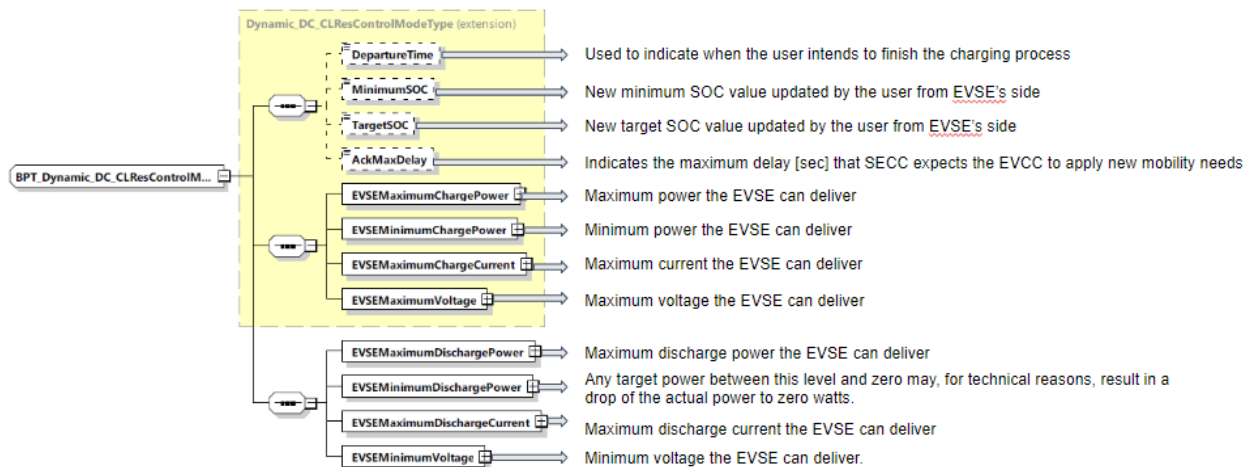 Dynamic_DC_CLResControlModeType (extension)
DepartureTime
Used to indicate when the user intends to finish the charging process
MinimumSOC
New minimum SOC value updated by the user from EVSE's side
TargetSOC
New target SOC value updated by the user from EVSE's side
AckMaxDelay
Indicates the maximum delay [sec] that SECC expects the EVCC to apply new mobility needs
BPT_Dynamic_DC_CLResControlM...
EVSEMaximumChargePower
Maximum power the EVSE can deliver
EVSEMinimumChargePower
Minimum power the EVSE can deliver
EVSEMaximumChargeCurrent
Maximum current the EVSE can deliver
EVSEMaximumVoltage
Maximum voltage the EVSE can deliver
EVSEMaximumDischargePower
Maximum discharge power the EVSE can deliver
EVSEMinimumDischargePower
Any target power between this level and zero may, for technical reasons, result in a
drop of the actual power to zero watts.
EVSEMaximumDischargeCurrent
Maximum discharge current the EVSE can deliver
EVSEMinimumVoltage
Minimum voltage the EVSE can deliver.